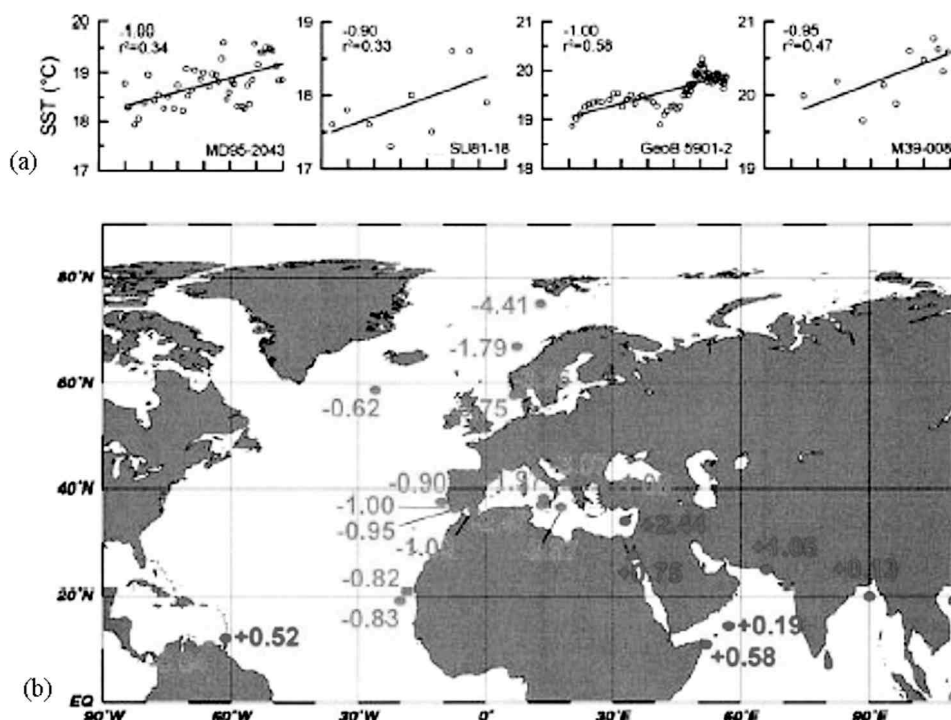 -1.00 -0.90 -1.00 -0.95
r²=0.34 r²=0.33 r²=0.58 r²=0.47
20 19 21 21
19 18 20 20
18 17 19 19
17 18
SST (°C)
(a)
MD95-2043 SU81-18 GeoB 5901-2 M39-008
80°N
-4.41
-1.79
60°N
-0.62
40°N
-0.90
-1.00
-0.95
+2.44
-0.82
20°N
-0.83
+0.52
+0.19
+0.58
(b)
EQ
90°W 60°W 30°W 0° 30°E 60°E 90°E